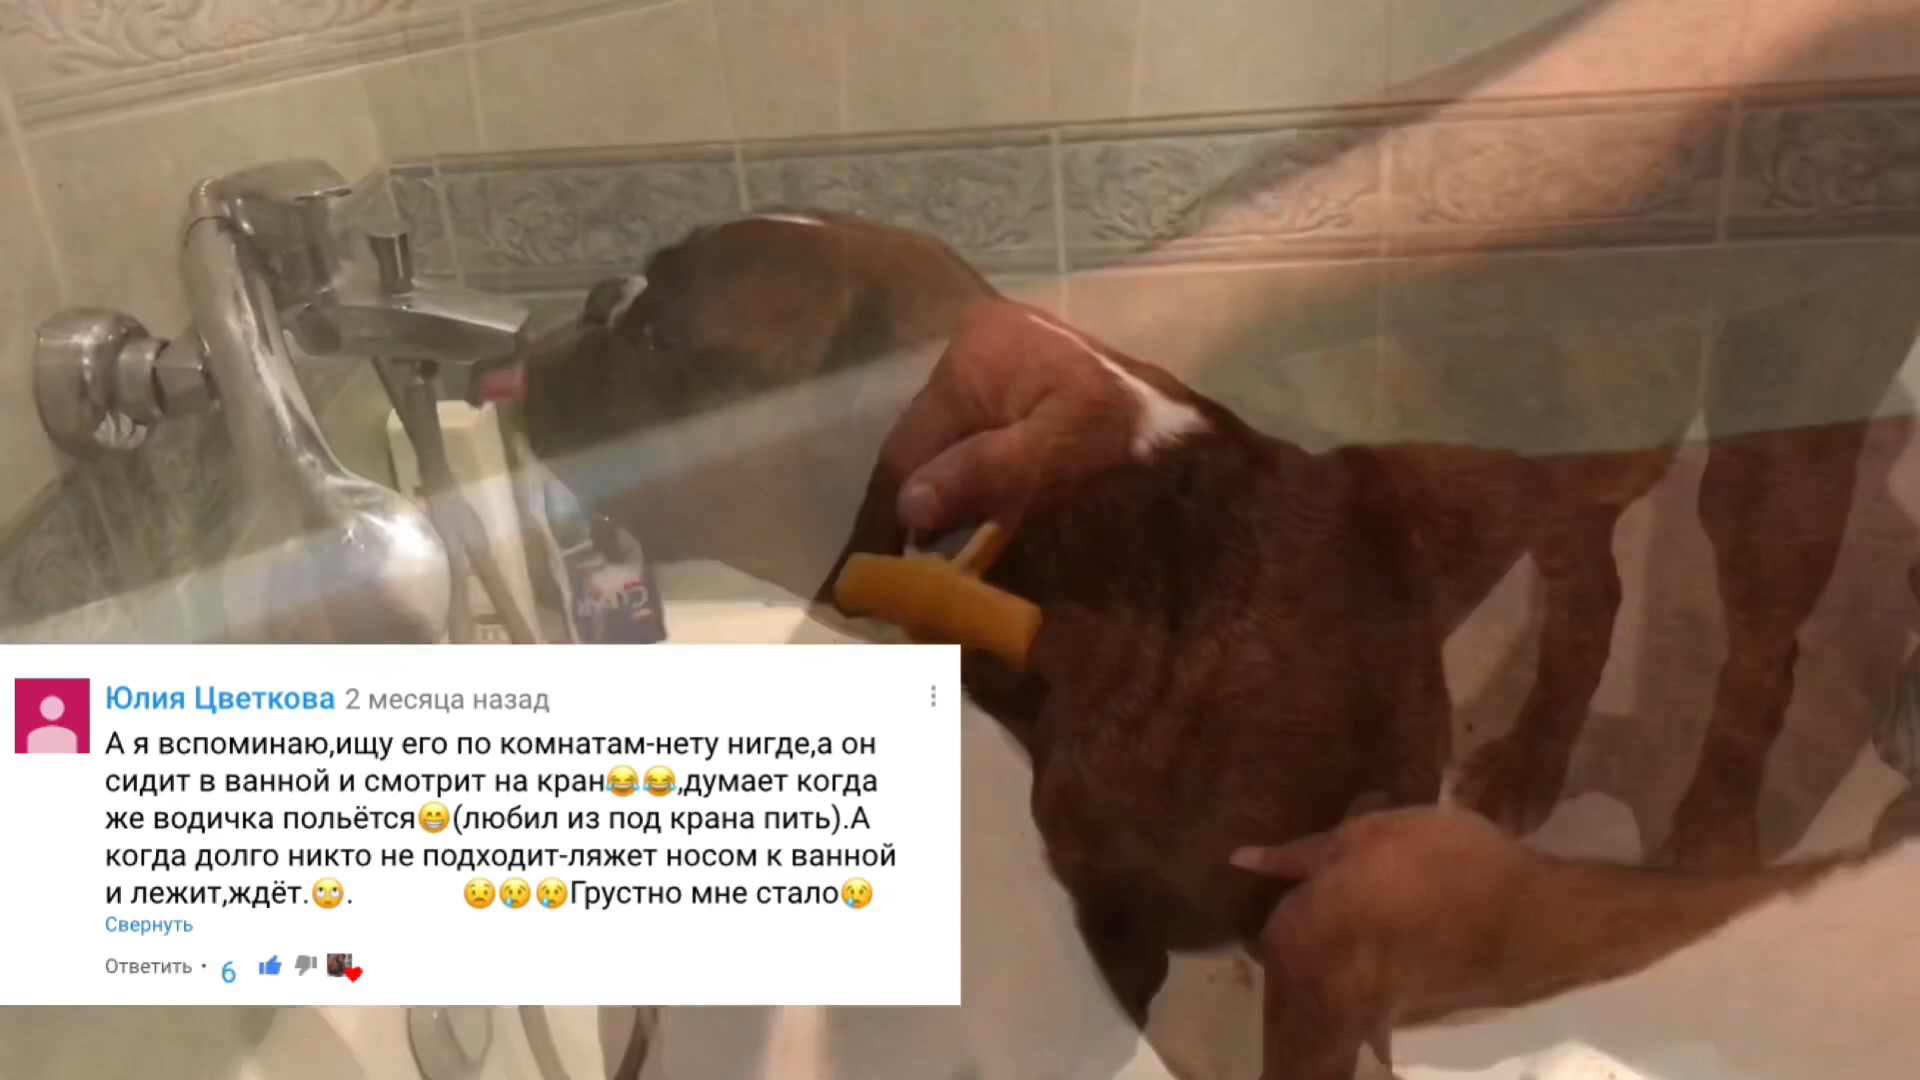 Юлия Цветкова 2 месяца назад
А я вспоминаю,ищу его по комнатам-нету нигде,а он
сидит в ванной и смотрит на кран😂😂,думает когда
же водичка польётся😁(любил из под крана пить).А
когда долго никто не подходит-ляжет носом к ванной
и лежит,ждёт.🙄. 😟😢😢Грустно мне стало😢
Свернуть
Ответить · 6